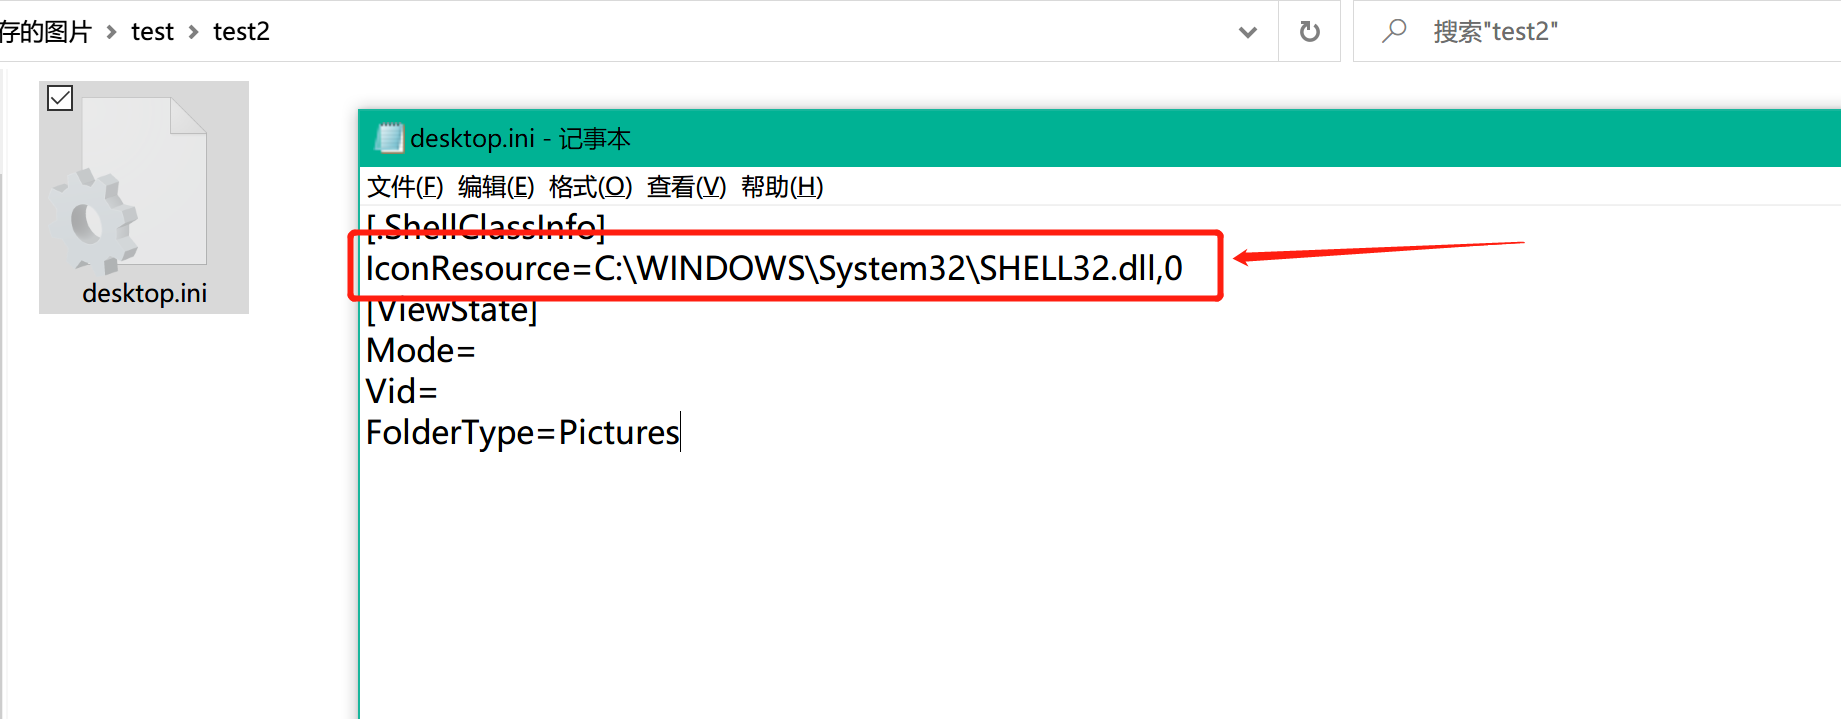 存的图片 > test > test2
搜索"test2"
desktop.ini
desktop.ini - 记事本
文件(F) 编辑(E) 格式(O) 查看(V) 帮助(H)
[.ShellClassInfo]
IconResource=C:\WINDOWS\System32\SHELL32.dll,0
[ViewState]
Mode=
Vid=
FolderType=Pictures